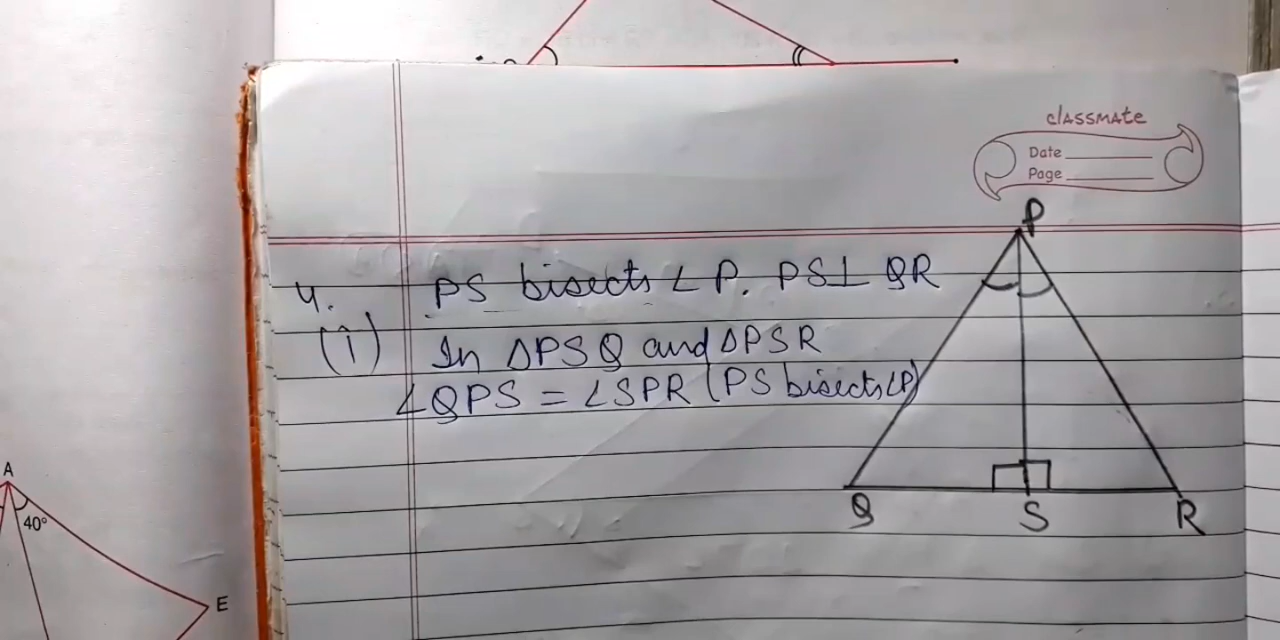 classmate
Date
Page
P
4. PS bisects ∠P. PS⊥ QR
(i) In ΔPSQ and ΔPSR
∠QPS = ∠SPR (PS bisects∠P)
A
40°
Q S R
E